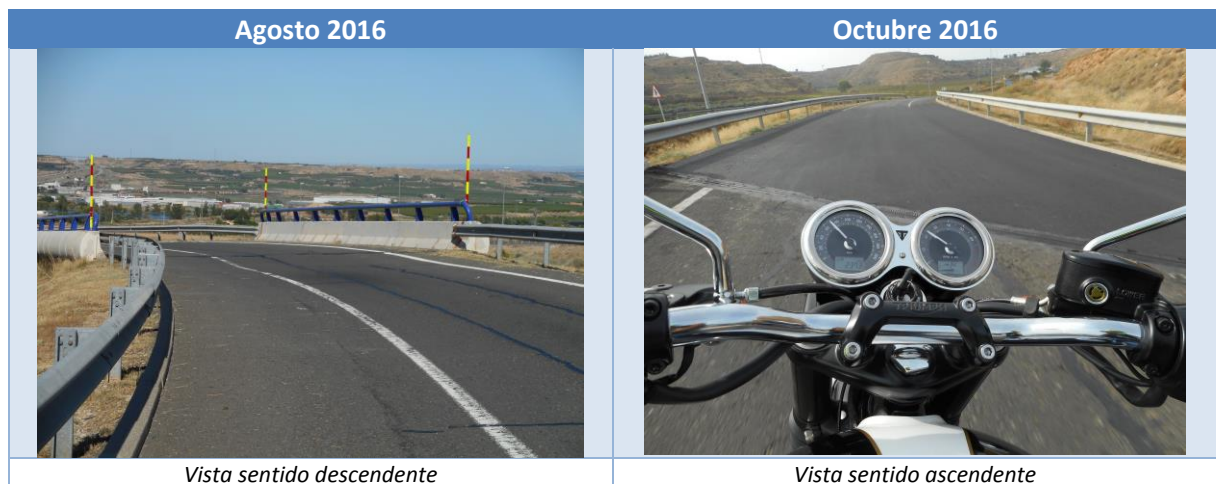 Agosto 2016
Octubre 2016
Vista sentido descendente
Vista sentido ascendente